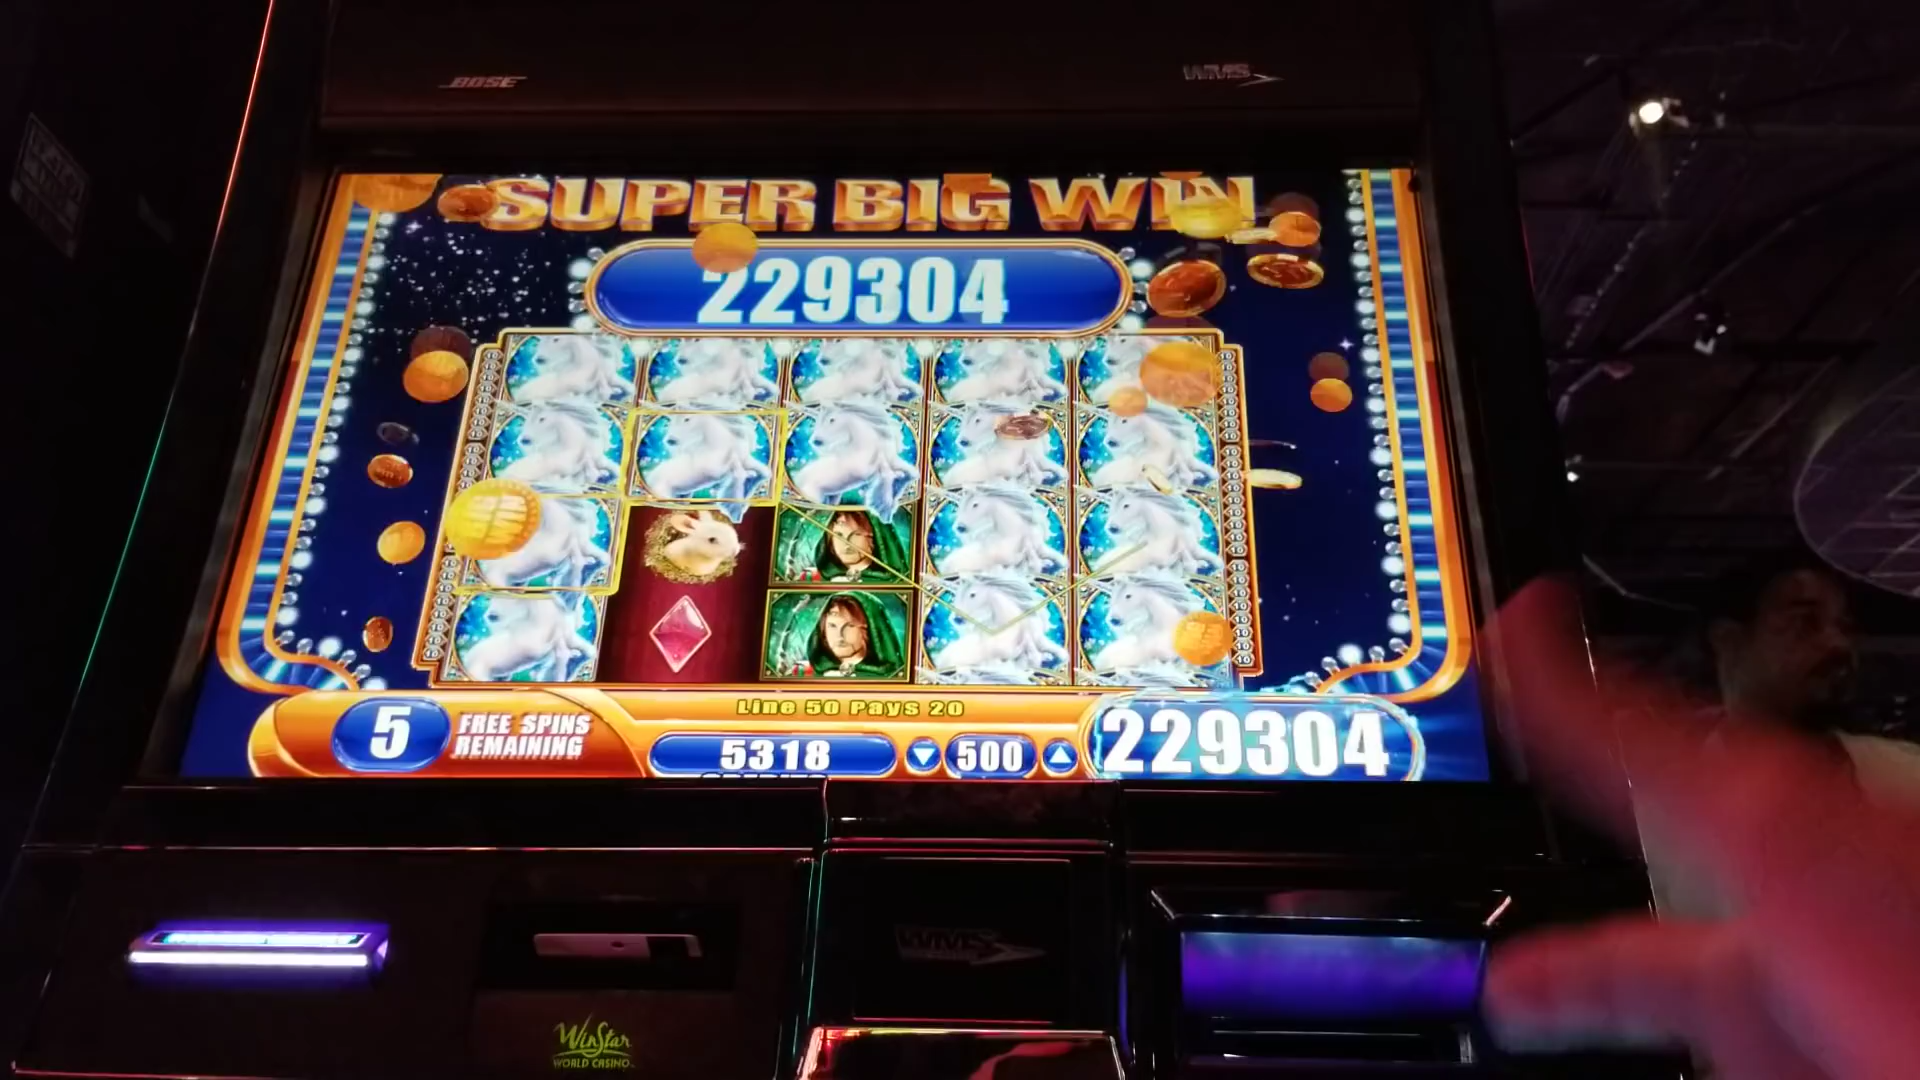 BOSE
WMS
SUPER BIG WIN
229304
Line 50 Pays 20
5
FREE SPINS
REMAINING
5318
500
229304
WMS
WinStar
WORLD CASINO